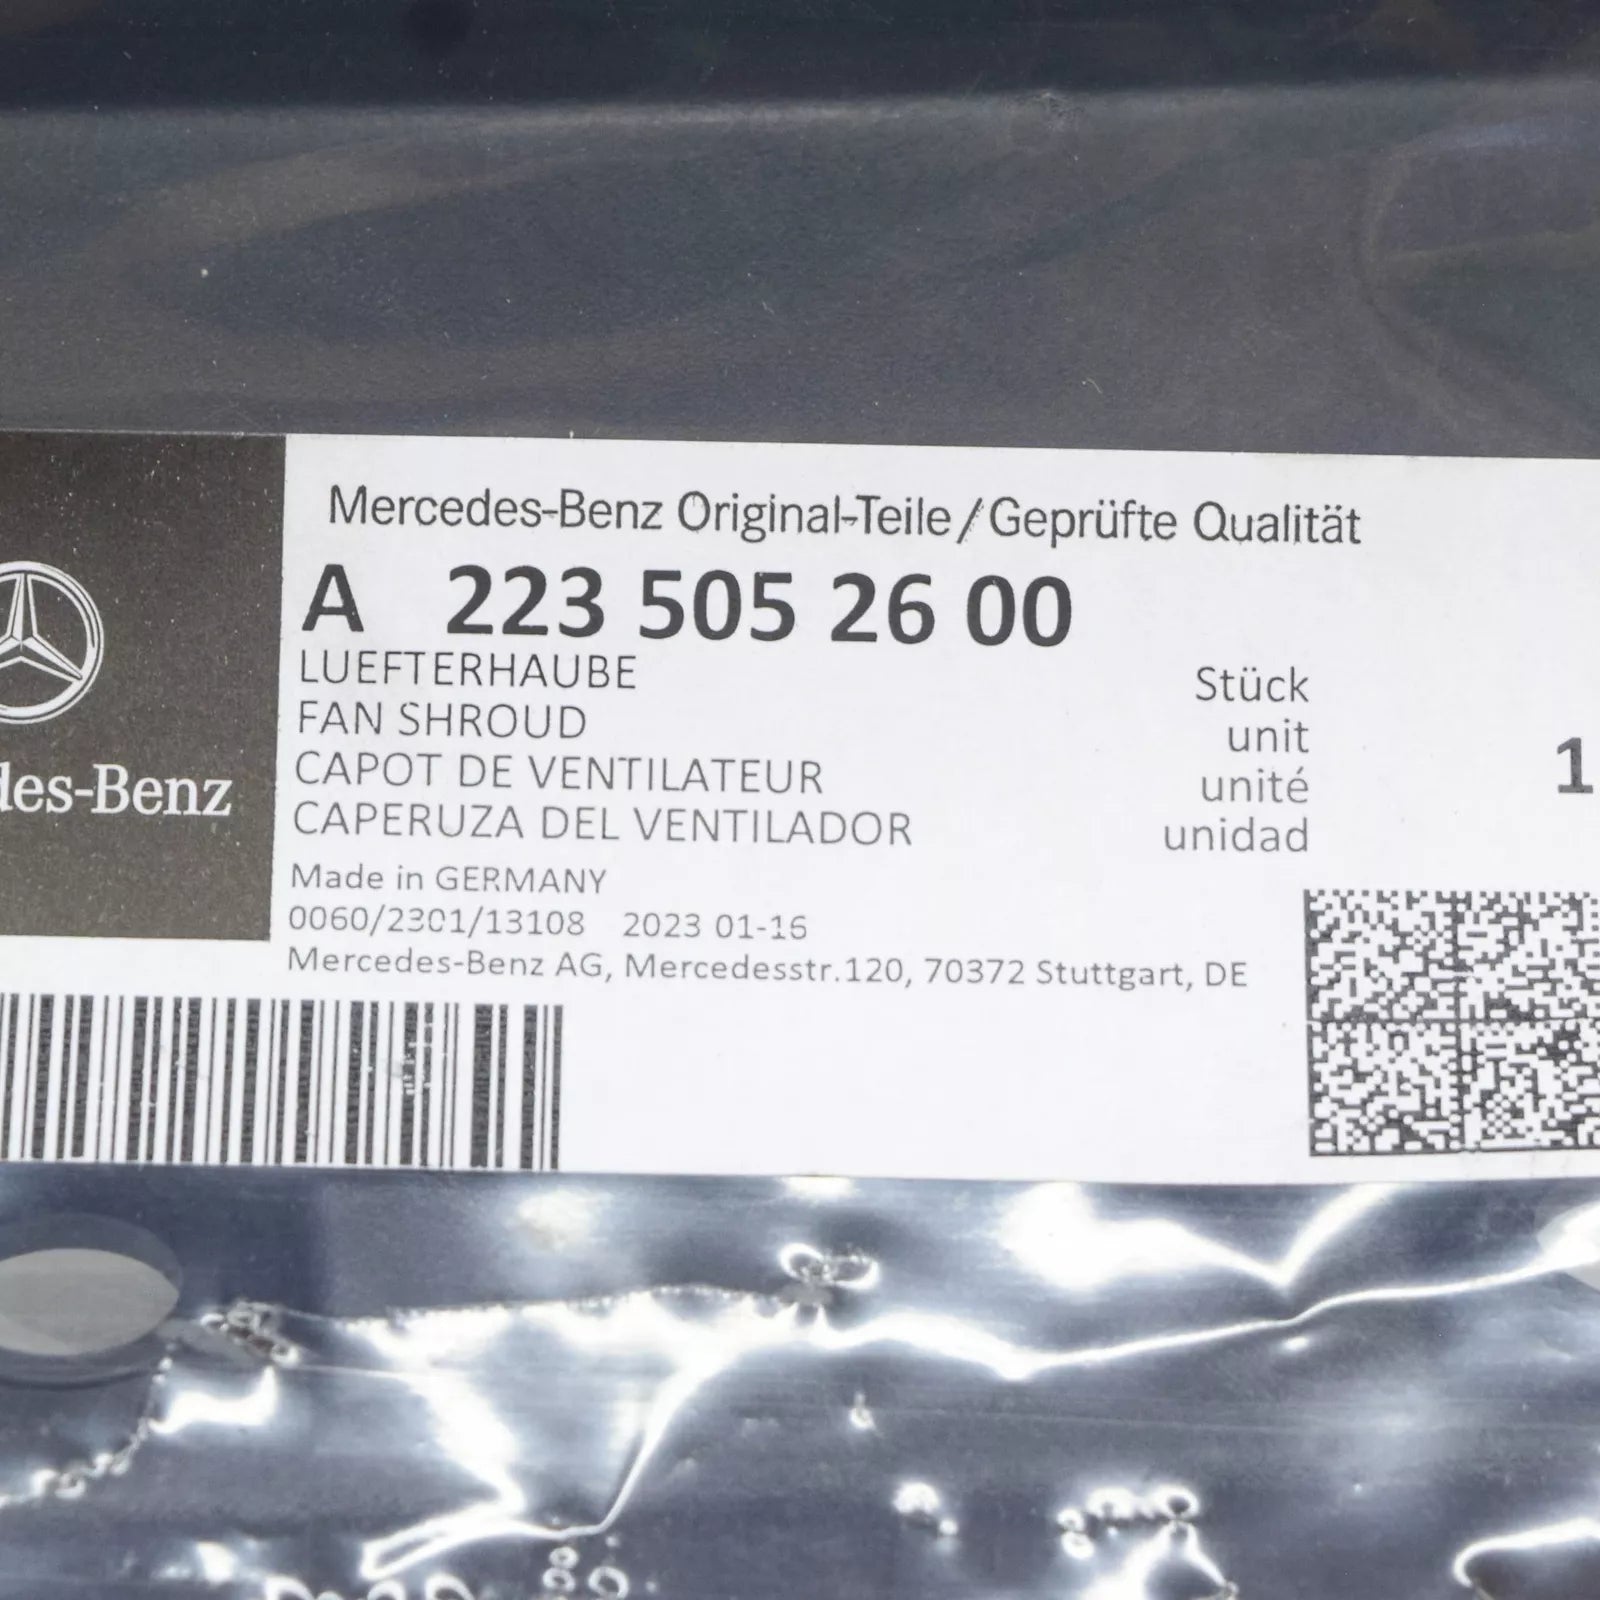 Mercedes-Benz Original-Teile/Geprüfte Qualität
A 223 505 26 00
LUEFTERHAUBE
FAN SHROUD
CAPOT DE VENTILATEUR
CAPERUZA DEL VENTILADOR
Stück
unit
unité
unidad
1
des-Benz
Made in GERMANY
0060/2301/13108 2023 01-16
Mercedes-Benz AG, Mercedesstr.120, 70372 Stuttgart, DE